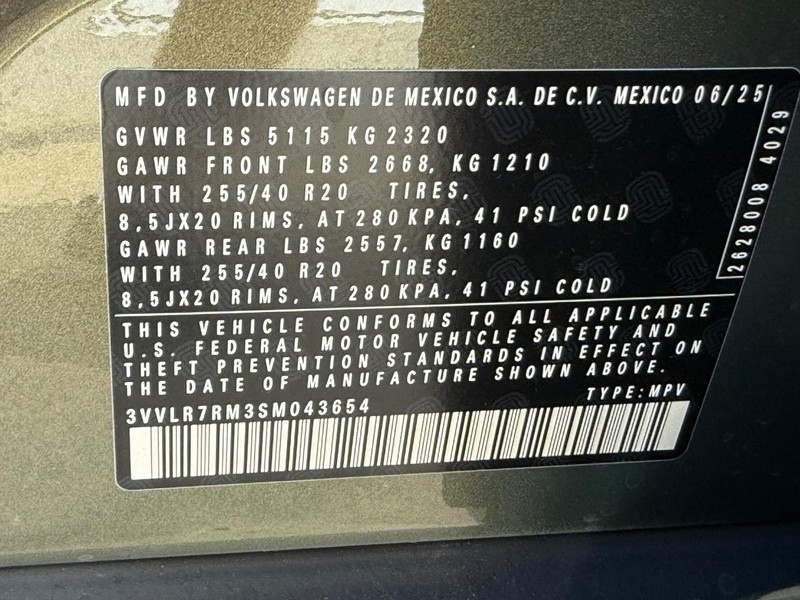 MFD BY VOLKSWAGEN DE MEXICO S.A. DE C.V. MEXICO 06/25
GVWR LBS 5115 KG 2320
GAWR FRONT LBS 2668, KG 1210
WITH 255/40 R20 TIRES,
8,5JX20 RIMS, AT 280 KPA, 41 PSI COLD
GAWR REAR LBS 2557, KG 1160
WITH 255/40 R20 TIRES,
8,5JX20 RIMS, AT 280 KPA, 41 PSI COLD
2628008 4029
THIS VEHICLE CONFORMS TO ALL APPLICABLE
U.S. FEDERAL MOTOR VEHICLE SAFETY AND
THEFT PREVENTION STANDARDS IN EFFECT ON
THE DATE OF MANUFACTURE SHOWN ABOVE.
TYPE: MPV
3VVLR7RM3SM043654